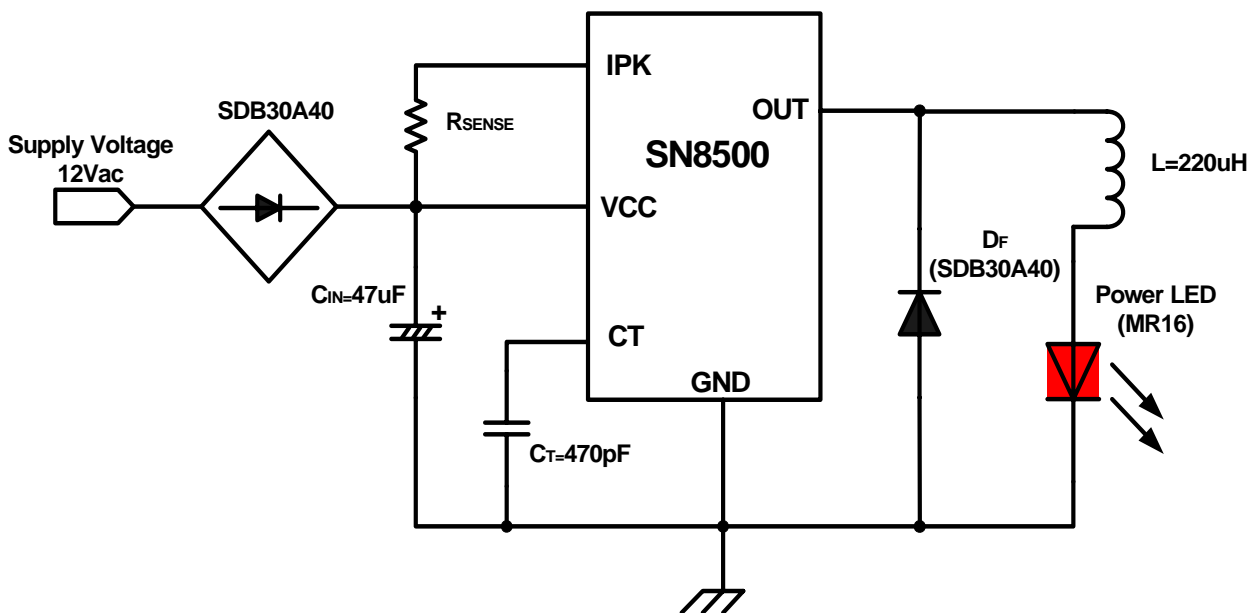 IPK
OUT
SDB30A40
RSENSE
SN8500
Supply Voltage
12Vac
L=220uH
VCC
DF
(SDB30A40)
CIN=47uF
+
Power LED
(MR16)
CT
GND
CT=470pF